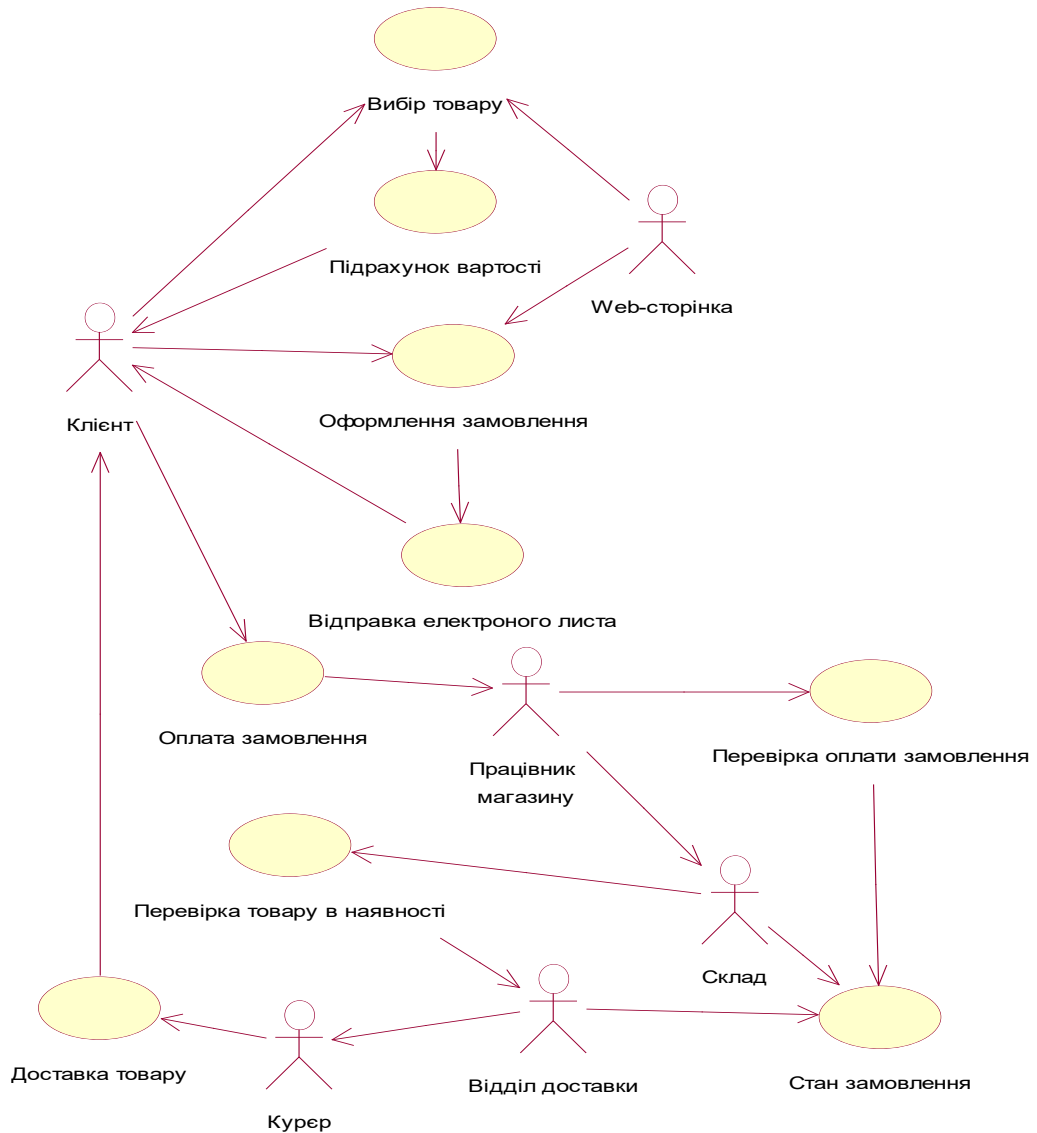 Вибір товару
Підрахунок вартості
Web-сторінка
Клієнт
Оформлення замовлення
Відправка електроного листа
Оплата замовлення
Працівник
магазину
Перевірка оплати замовлення
Перевірка товару в наявності
Склад
Доставка товару
Відділ доставки
Стан замовлення
Курєр